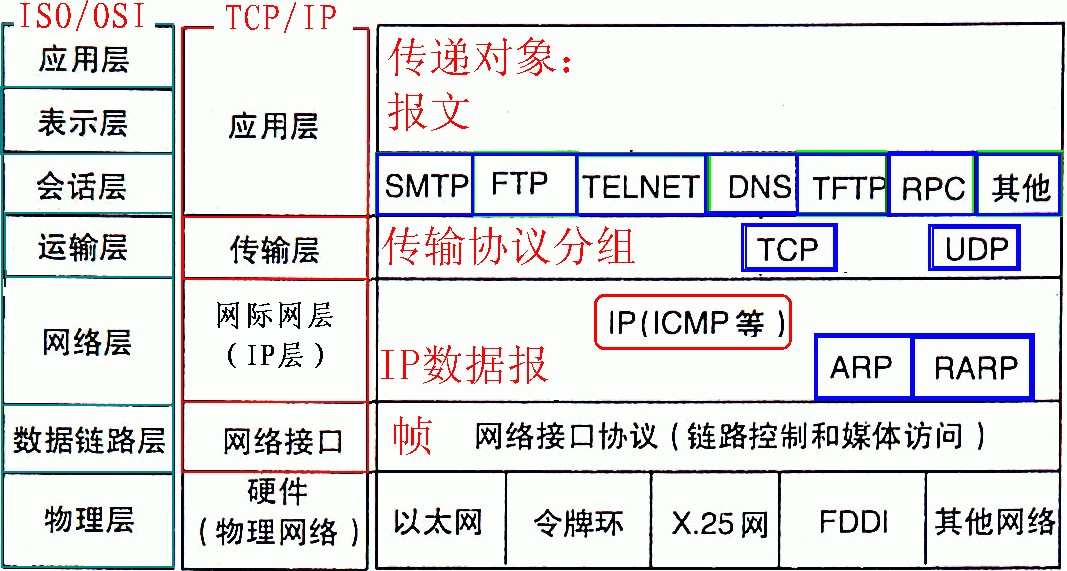 ISO/OSI TCP/IP
应用层 传递对象：
表示层 应用层 报文
会话层 SMTP FTP TELNET DNS TFTP RPC 其他
运输层 传输层 传输协议分组 TCP UDP
网络层 网际网层 IP(ICMP等)
(IP层) IP数据报 ARP RARP
数据链路层 网络接口 帧 网络接口协议(链路控制和媒体访问)
物理层 硬件
(物理网络) 以太网 令牌环 X.25网 FDDI 其他网络